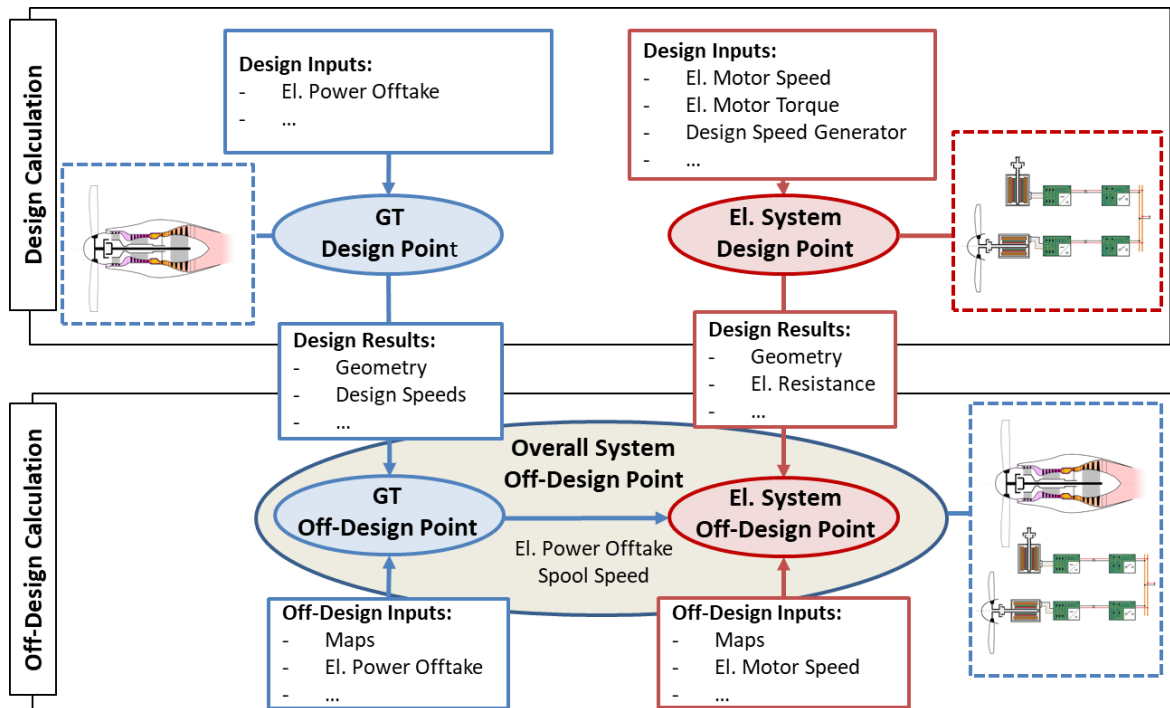 Design Calculation
Design Inputs:
- El. Power Offtake
- ...
Design Inputs:
- El. Motor Speed
- El. Motor Torque
- Design Speed Generator
- ...
GT
Design Point
El. System
Design Point
Design Results:
- Geometry
- Design Speeds
- ...
Design Results:
- Geometry
- El. Resistance
- ...
Off-Design Calculation
Overall System
Off-Design Point
GT
Off-Design Point
El. System
Off-Design Point
El. Power Offtake
Spool Speed
Off-Design Inputs:
- Maps
- El. Power Offtake
- ...
Off-Design Inputs:
- Maps
- El. Motor Speed
- ...